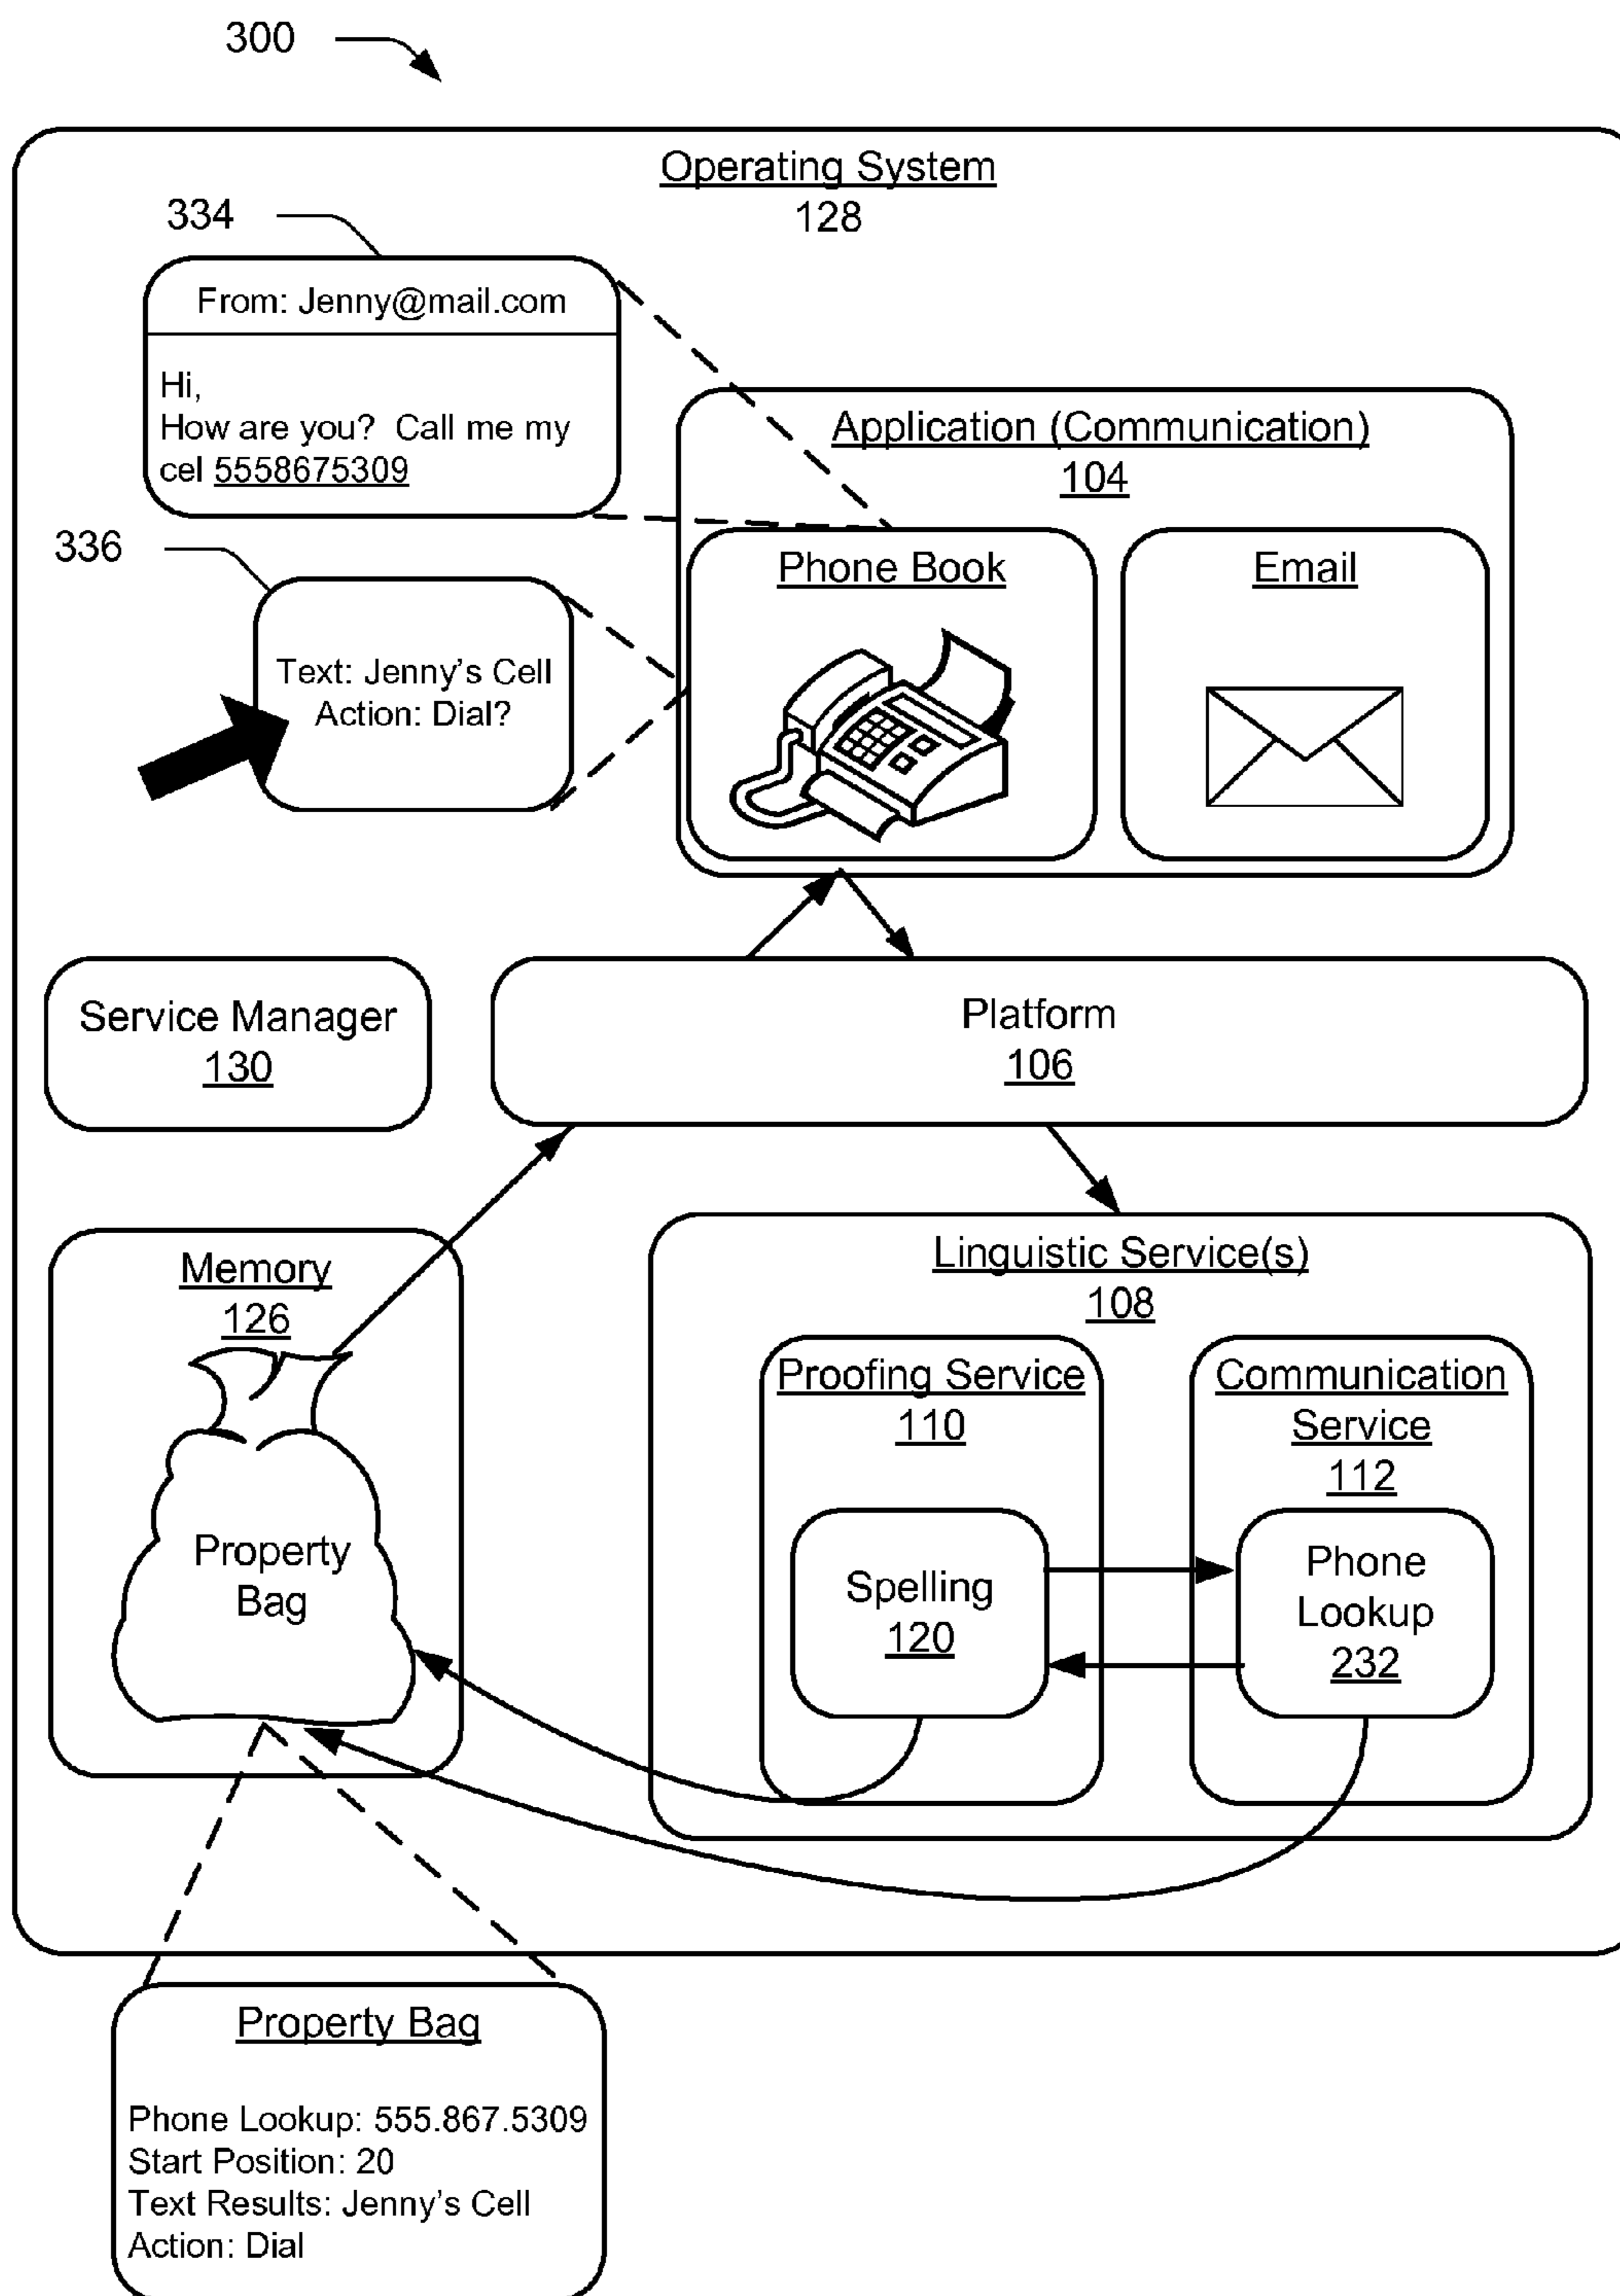 300
Operating System
128
334
From: Jenny@mail.com
Hi,
How are you?  Call me my
cel 5558675309
Application (Communication)
104
336
Text: Jenny's Cell
Action: Dial?
Phone Book
Email
Service Manager
130
Platform
106
Memory
126
Property
Bag
Linguistic Service(s)
108
Proofing Service
110
Spelling
120
Communication
Service
112
Phone
Lookup
232
Property Bag
Phone Lookup: 555.867.5309
Start Position: 20
Text Results: Jenny's Cell
Action: Dial